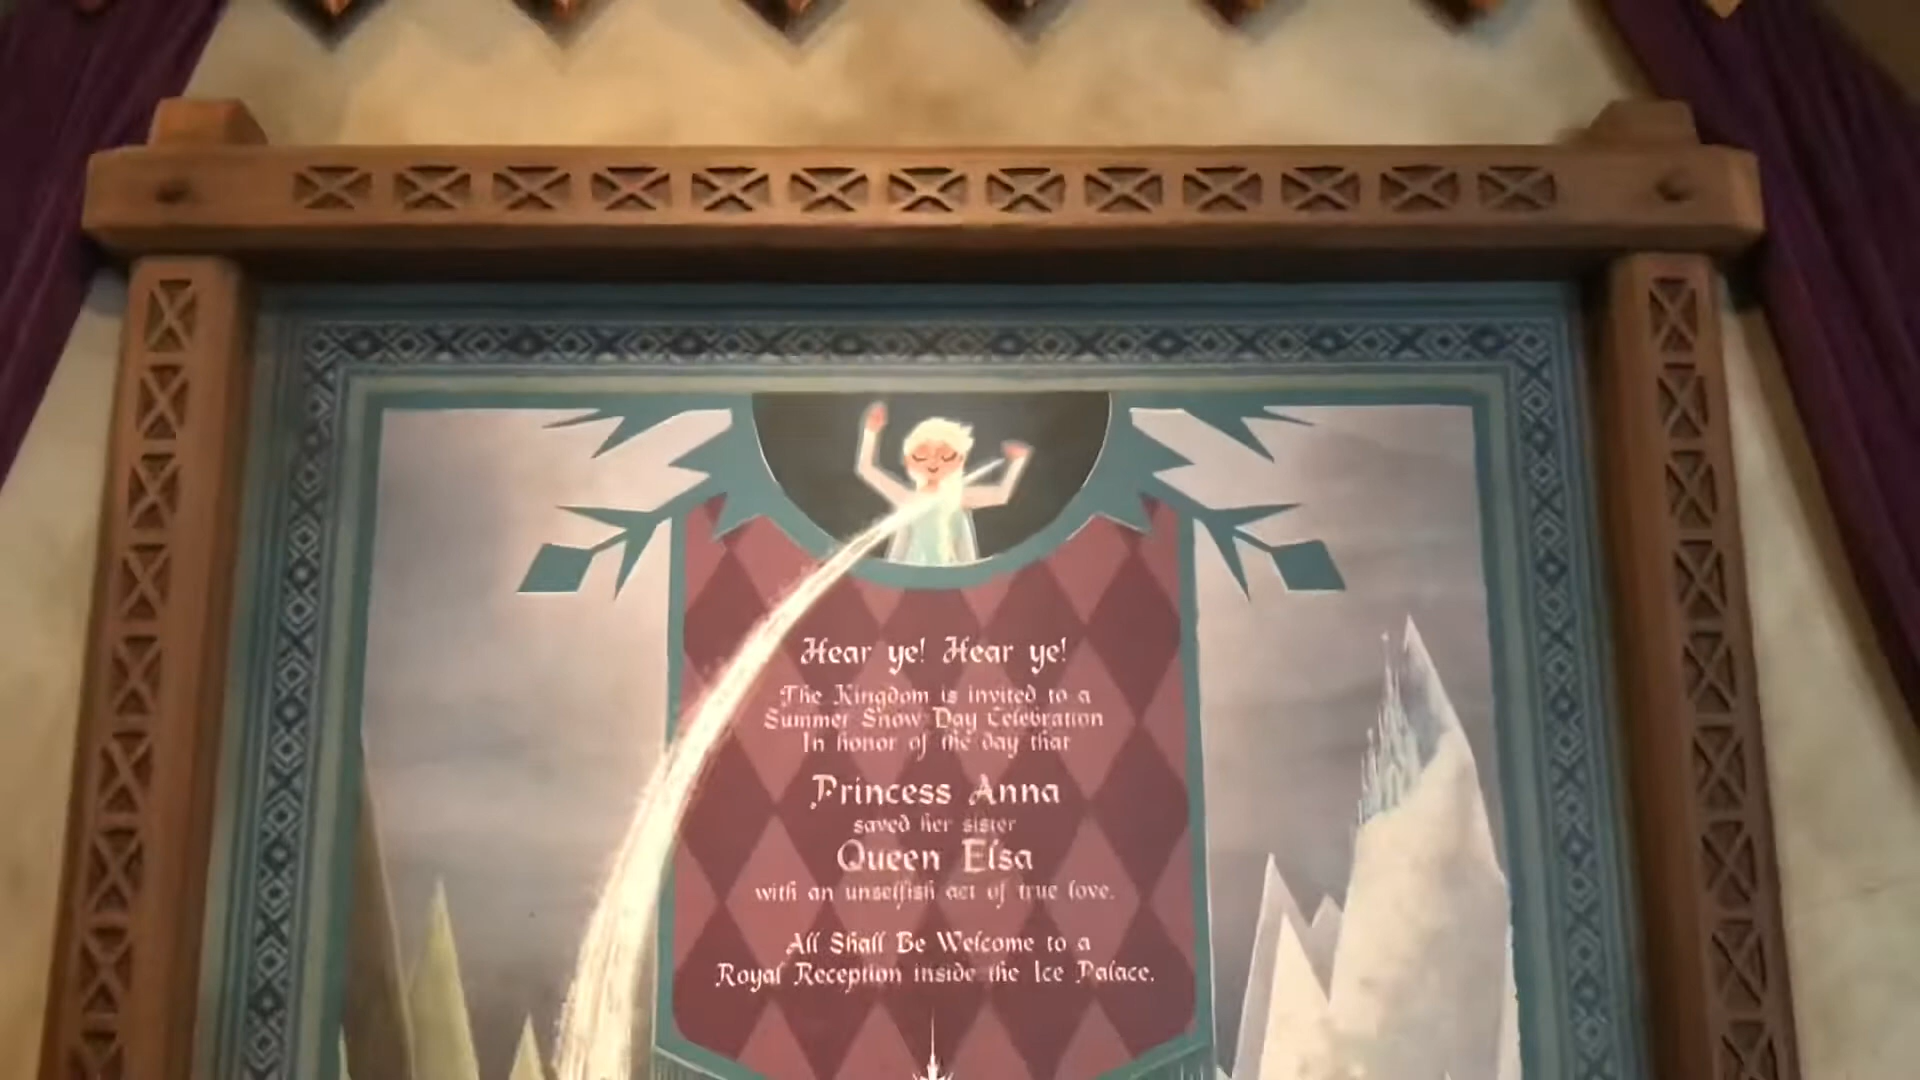 Hear ye! Hear ye!
The Kingdom is invited to a
Summer Snow Day Celebration
In honor of the day that
Princess Anna
saved her sister
Queen Elsa
with an unselfish act of true love.
All Shall Be Welcome to a
Royal Reception inside the Ice Palace.